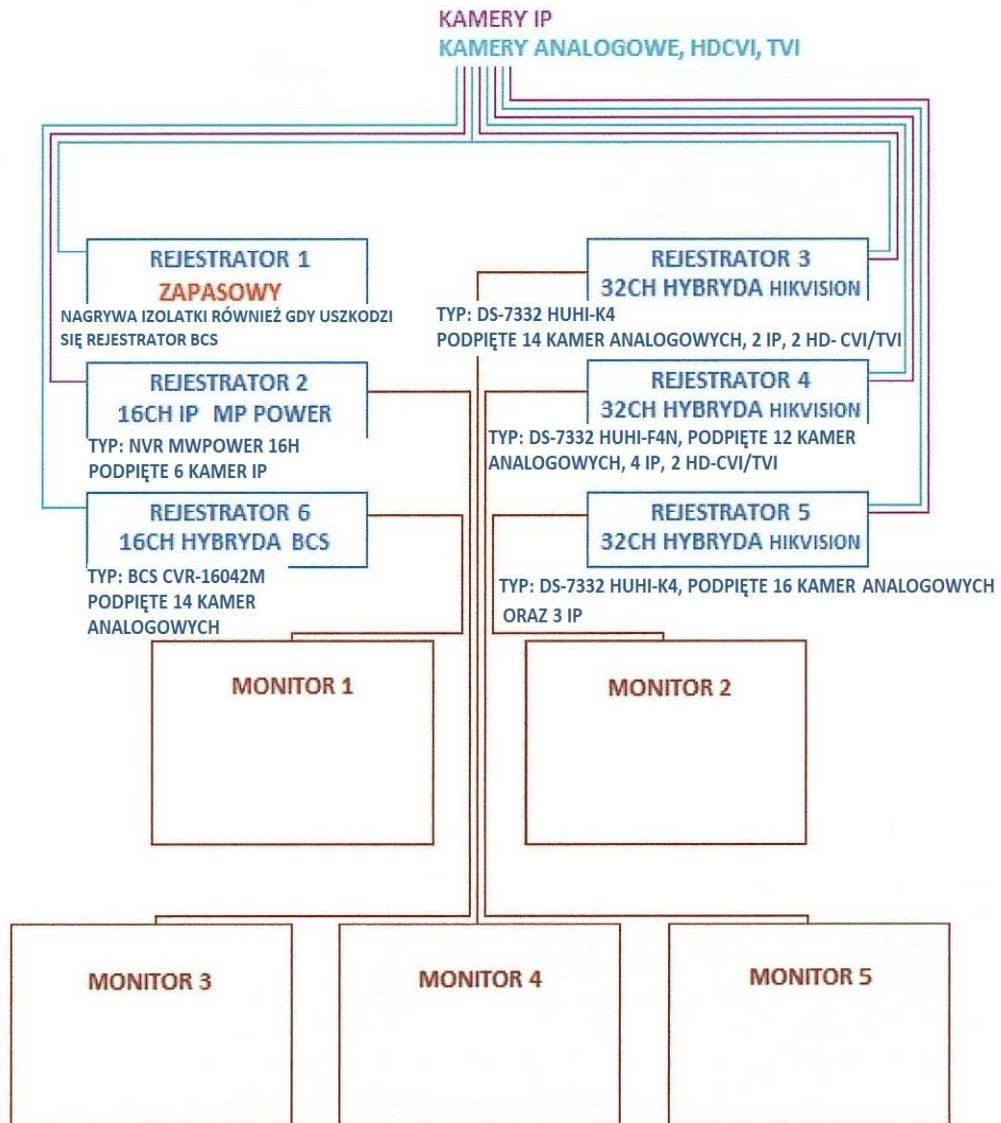 KAMERY IP
KAMERY ANALOGOWE, HDCVI, TVI
REJESTRATOR 1
ZAPASOWY
NAGRYWA IZOLATKI RÓWNIEŻ GDY USZKODZI
SIĘ REJESTRATOR BCS
REJESTRATOR 3
32CH HYBRYDA HIKVISION
TYP: DS-7332 HUHI-K4
PODPIĘTE 14 KAMER ANALOGOWYCH, 2 IP, 2 HD- CVI/TVI
REJESTRATOR 2
16CH IP MP POWER
TYP: NVR MWPOWER 16H
PODPIĘTE 6 KAMER IP
REJESTRATOR 4
32CH HYBRYDA HIKVISION
TYP: DS-7332 HUHI-F4N, PODPIĘTE 12 KAMER
ANALOGOWYCH, 4 IP, 2 HD-CVI/TVI
REJESTRATOR 6
16CH HYBRYDA BCS
TYP: BCS CVR-16042M
PODPIĘTE 14 KAMER
ANALOGOWYCH
REJESTRATOR 5
32CH HYBRYDA HIKVISION
TYP: DS-7332 HUHI-K4, PODPIĘTE 16 KAMER ANALOGOWYCH
ORAZ 3 IP
MONITOR 1
MONITOR 2
MONITOR 3
MONITOR 4
MONITOR 5